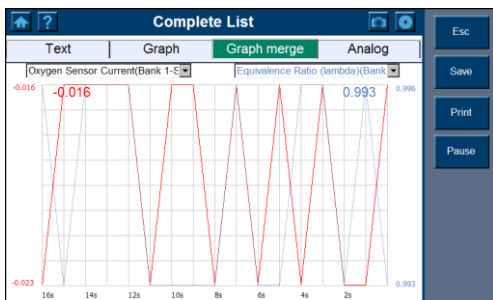 ? Complete List
Text Graph Graph merge Analog
Oxygen Sensor Current(Bank 1-S Equivalence Ratio (lambda)(Bank
-0.016 -0.016 0.993 0.996
-0.023 0.993
16s 14s 12s 10s 8s 6s 4s 2s
Esc
Save
Print
Pause